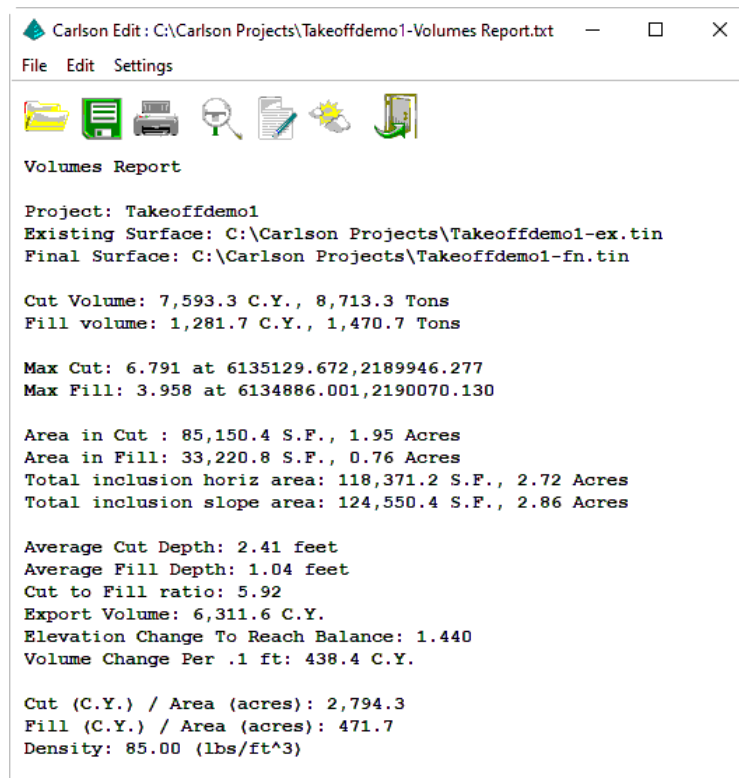 Carlson Edit : C:\Carlson Projects\Takeoffdemo1-Volumes Report.txt
File Edit Settings
Volumes Report
Project: Takeoffdemo1
Existing Surface: C:\Carlson Projects\Takeoffdemo1-ex.tin
Final Surface: C:\Carlson Projects\Takeoffdemo1-fn.tin
Cut Volume: 7,593.3 C.Y., 8,713.3 Tons
Fill volume: 1,281.7 C.Y., 1,470.7 Tons
Max Cut: 6.791 at 6135129.672,2189946.277
Max Fill: 3.958 at 6134886.001,2190070.130
Area in Cut : 85,150.4 S.F., 1.95 Acres
Area in Fill: 33,220.8 S.F., 0.76 Acres
Total inclusion horiz area: 118,371.2 S.F., 2.72 Acres
Total inclusion slope area: 124,550.4 S.F., 2.86 Acres
Average Cut Depth: 2.41 feet
Average Fill Depth: 1.04 feet
Cut to Fill ratio: 5.92
Export Volume: 6,311.6 C.Y.
Elevation Change To Reach Balance: 1.440
Volume Change Per .1 ft: 438.4 C.Y.
Cut (C.Y.) / Area (acres): 2,794.3
Fill (C.Y.) / Area (acres): 471.7
Density: 85.00 (lbs/ft^3)